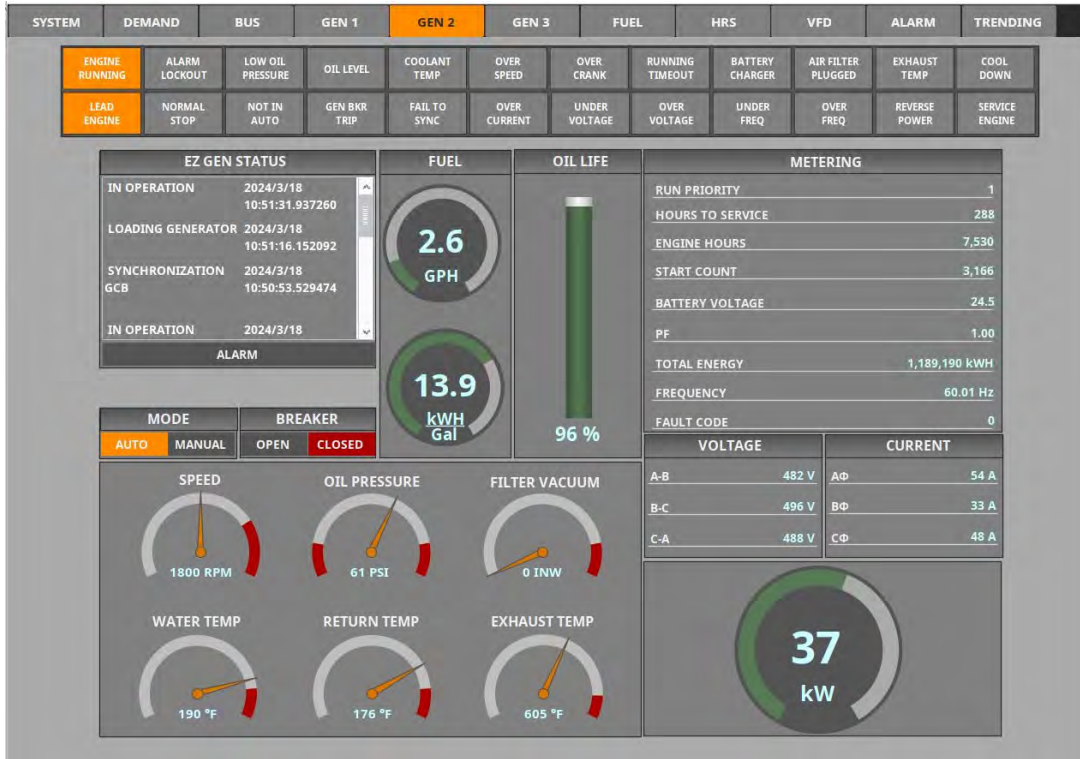 SYSTEM DEMAND BUS GEN 1 GEN 2 GEN 3 FUEL HRS VFD ALARM TRENDING
ENGINE RUNNING
ALARM LOCKOUT
LOW OIL PRESSURE
OIL LEVEL
COOLANT TEMP
OVER SPEED
OVER CRANK
RUNNING TIMEOUT
BATTERY CHARGER
AIR FILTER PLUGGED
EXHAUST TEMP
COOL DOWN
LEAD ENGINE
NORMAL STOP
NOT IN AUTO
GEN BKR TRIP
FAIL TO SYNC
OVER CURRENT
UNDER VOLTAGE
OVER VOLTAGE
UNDER FREQ
OVER FREQ
REVERSE POWER
SERVICE ENGINE
EZ GEN STATUS
IN OPERATION 2024/3/18
10:51:31.937260
LOADING GENERATOR 2024/3/18
10:51:16.152092
SYNCHRONIZATION 2024/3/18
GCB 10:50:53.529474
IN OPERATION 2024/3/18
ALARM
FUEL
2.6
GPH
13.9
kWH
Gal
OIL LIFE
96 %
METERING
RUN PRIORITY 1
HOURS TO SERVICE 288
ENGINE HOURS 7,530
START COUNT 3,166
BATTERY VOLTAGE 24.5
PF 1.00
TOTAL ENERGY 1,189,190 kWH
FREQUENCY 60.01 Hz
FAULT CODE 0
MODE
AUTO MANUAL
BREAKER
OPEN CLOSED
VOLTAGE
A-B 482 V
B-C 496 V
C-A 488 V
CURRENT
AΦ 54 A
BΦ 33 A
CΦ 48 A
SPEED
1800 RPM
OIL PRESSURE
61 PSI
FILTER VACUUM
0 INW
WATER TEMP
190 °F
RETURN TEMP
176 °F
EXHAUST TEMP
605 °F
37
kW